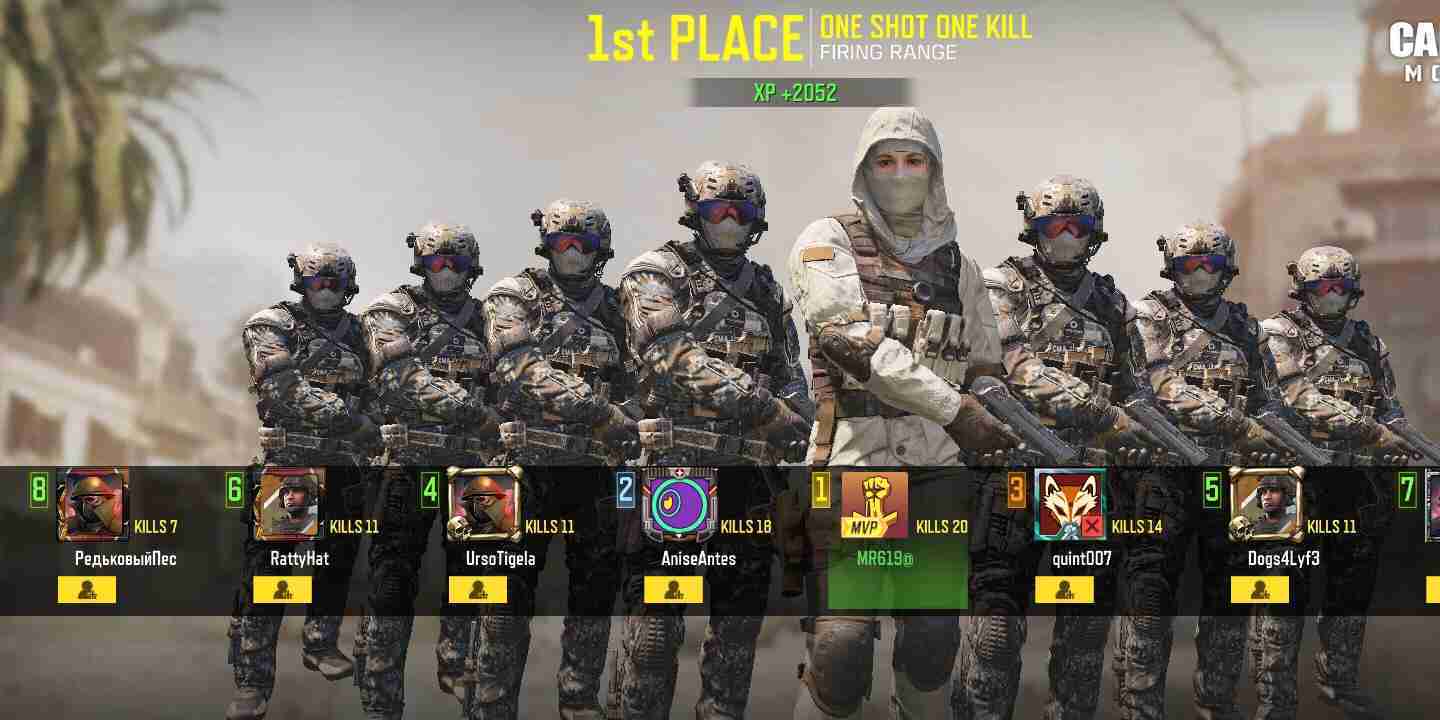 1st PLACE
ONE SHOT ONE KILL
FIRING RANGE
CA
MO
XP +2052
8
KILLS 7
РедьковыйПес
6
KILLS 11
RattyHat
4
KILLS 11
UrsoTigela
2
KILLS 18
AniseAntes
1
MVP
KILLS 20
MR619@
3
KILLS 14
quint007
5
KILLS 11
Dogs4Lyf3
7